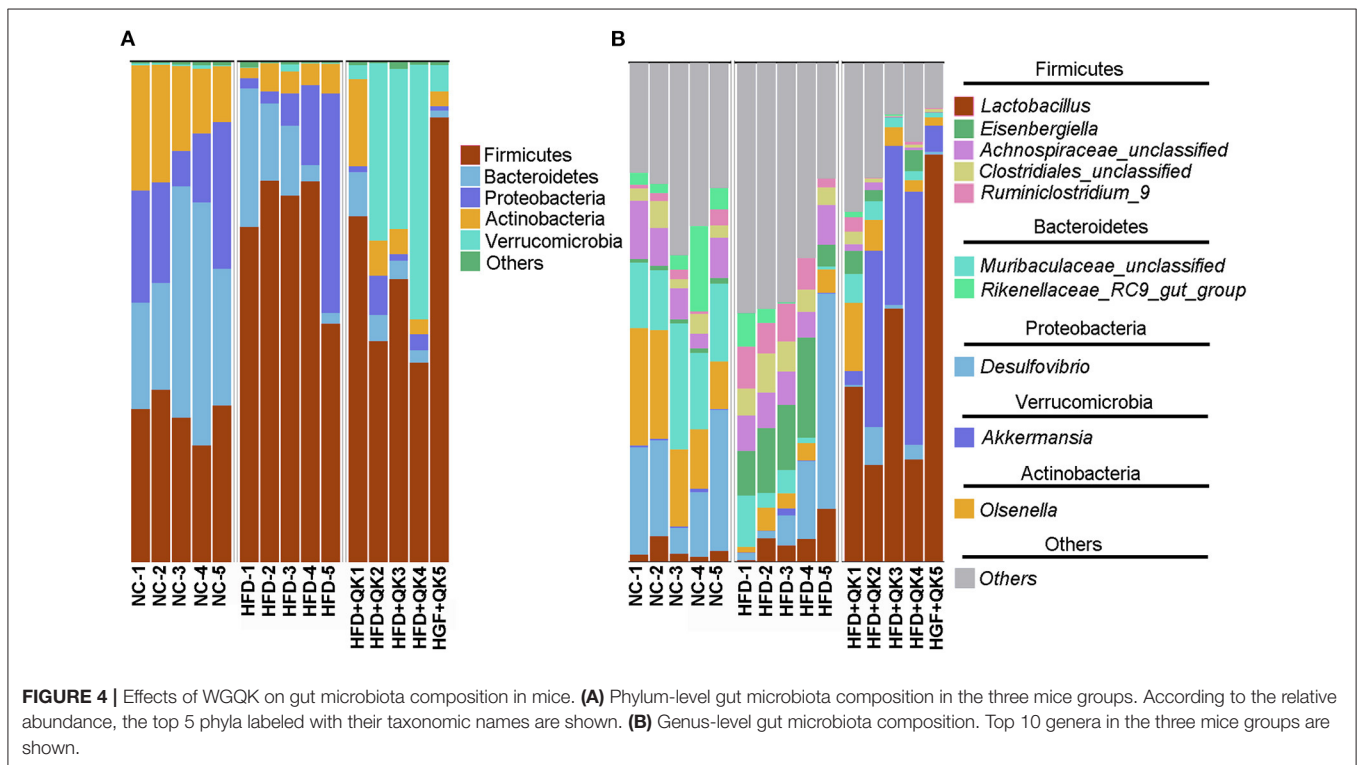 A
B
Firmicutes
Bacteroidetes
Proteobacteria
Actinobacteria
Verrucomicrobia
Others
NC-1
NC-2
NC-3
NC-4
NC-5
HFD-1
HFD-2
HFD-3
HFD-4
HFD-5
HFD+QK1
HFD+QK2
HFD+QK3
HFD+QK4
HGF+QK5
NC-1
NC-2
NC-3
NC-4
NC-5
HFD-1
HFD-2
HFD-3
HFD-4
HFD-5
HFD+QK1
HFD+QK2
HFD+QK3
HFD+QK4
HGF+QK5
Firmicutes
Lactobacillus
Eisenbergiella
Achnospiraceae_unclassified
Clostridiales_unclassified
Ruminiclostridium_9
Bacteroidetes
Muribaculaceae_unclassified
Rikenellaceae_RC9_gut_group
Proteobacteria
Desulfovibrio
Verrucomicrobia
Akkermansia
Actinobacteria
Olsenella
Others
Others
FIGURE 4 | Effects of WGQK on gut microbiota composition in mice. (A) Phylum-level gut microbiota composition in the three mice groups. According to the relative
abundance, the top 5 phyla labeled with their taxonomic names are shown. (B) Genus-level gut microbiota composition. Top 10 genera in the three mice groups are
shown.